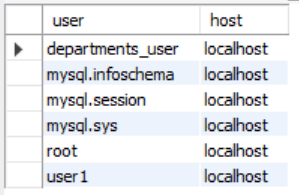 user host
departments_user localhost
mysql.infoschema localhost
mysql.session localhost
mysql.sys localhost
root localhost
user1 localhost